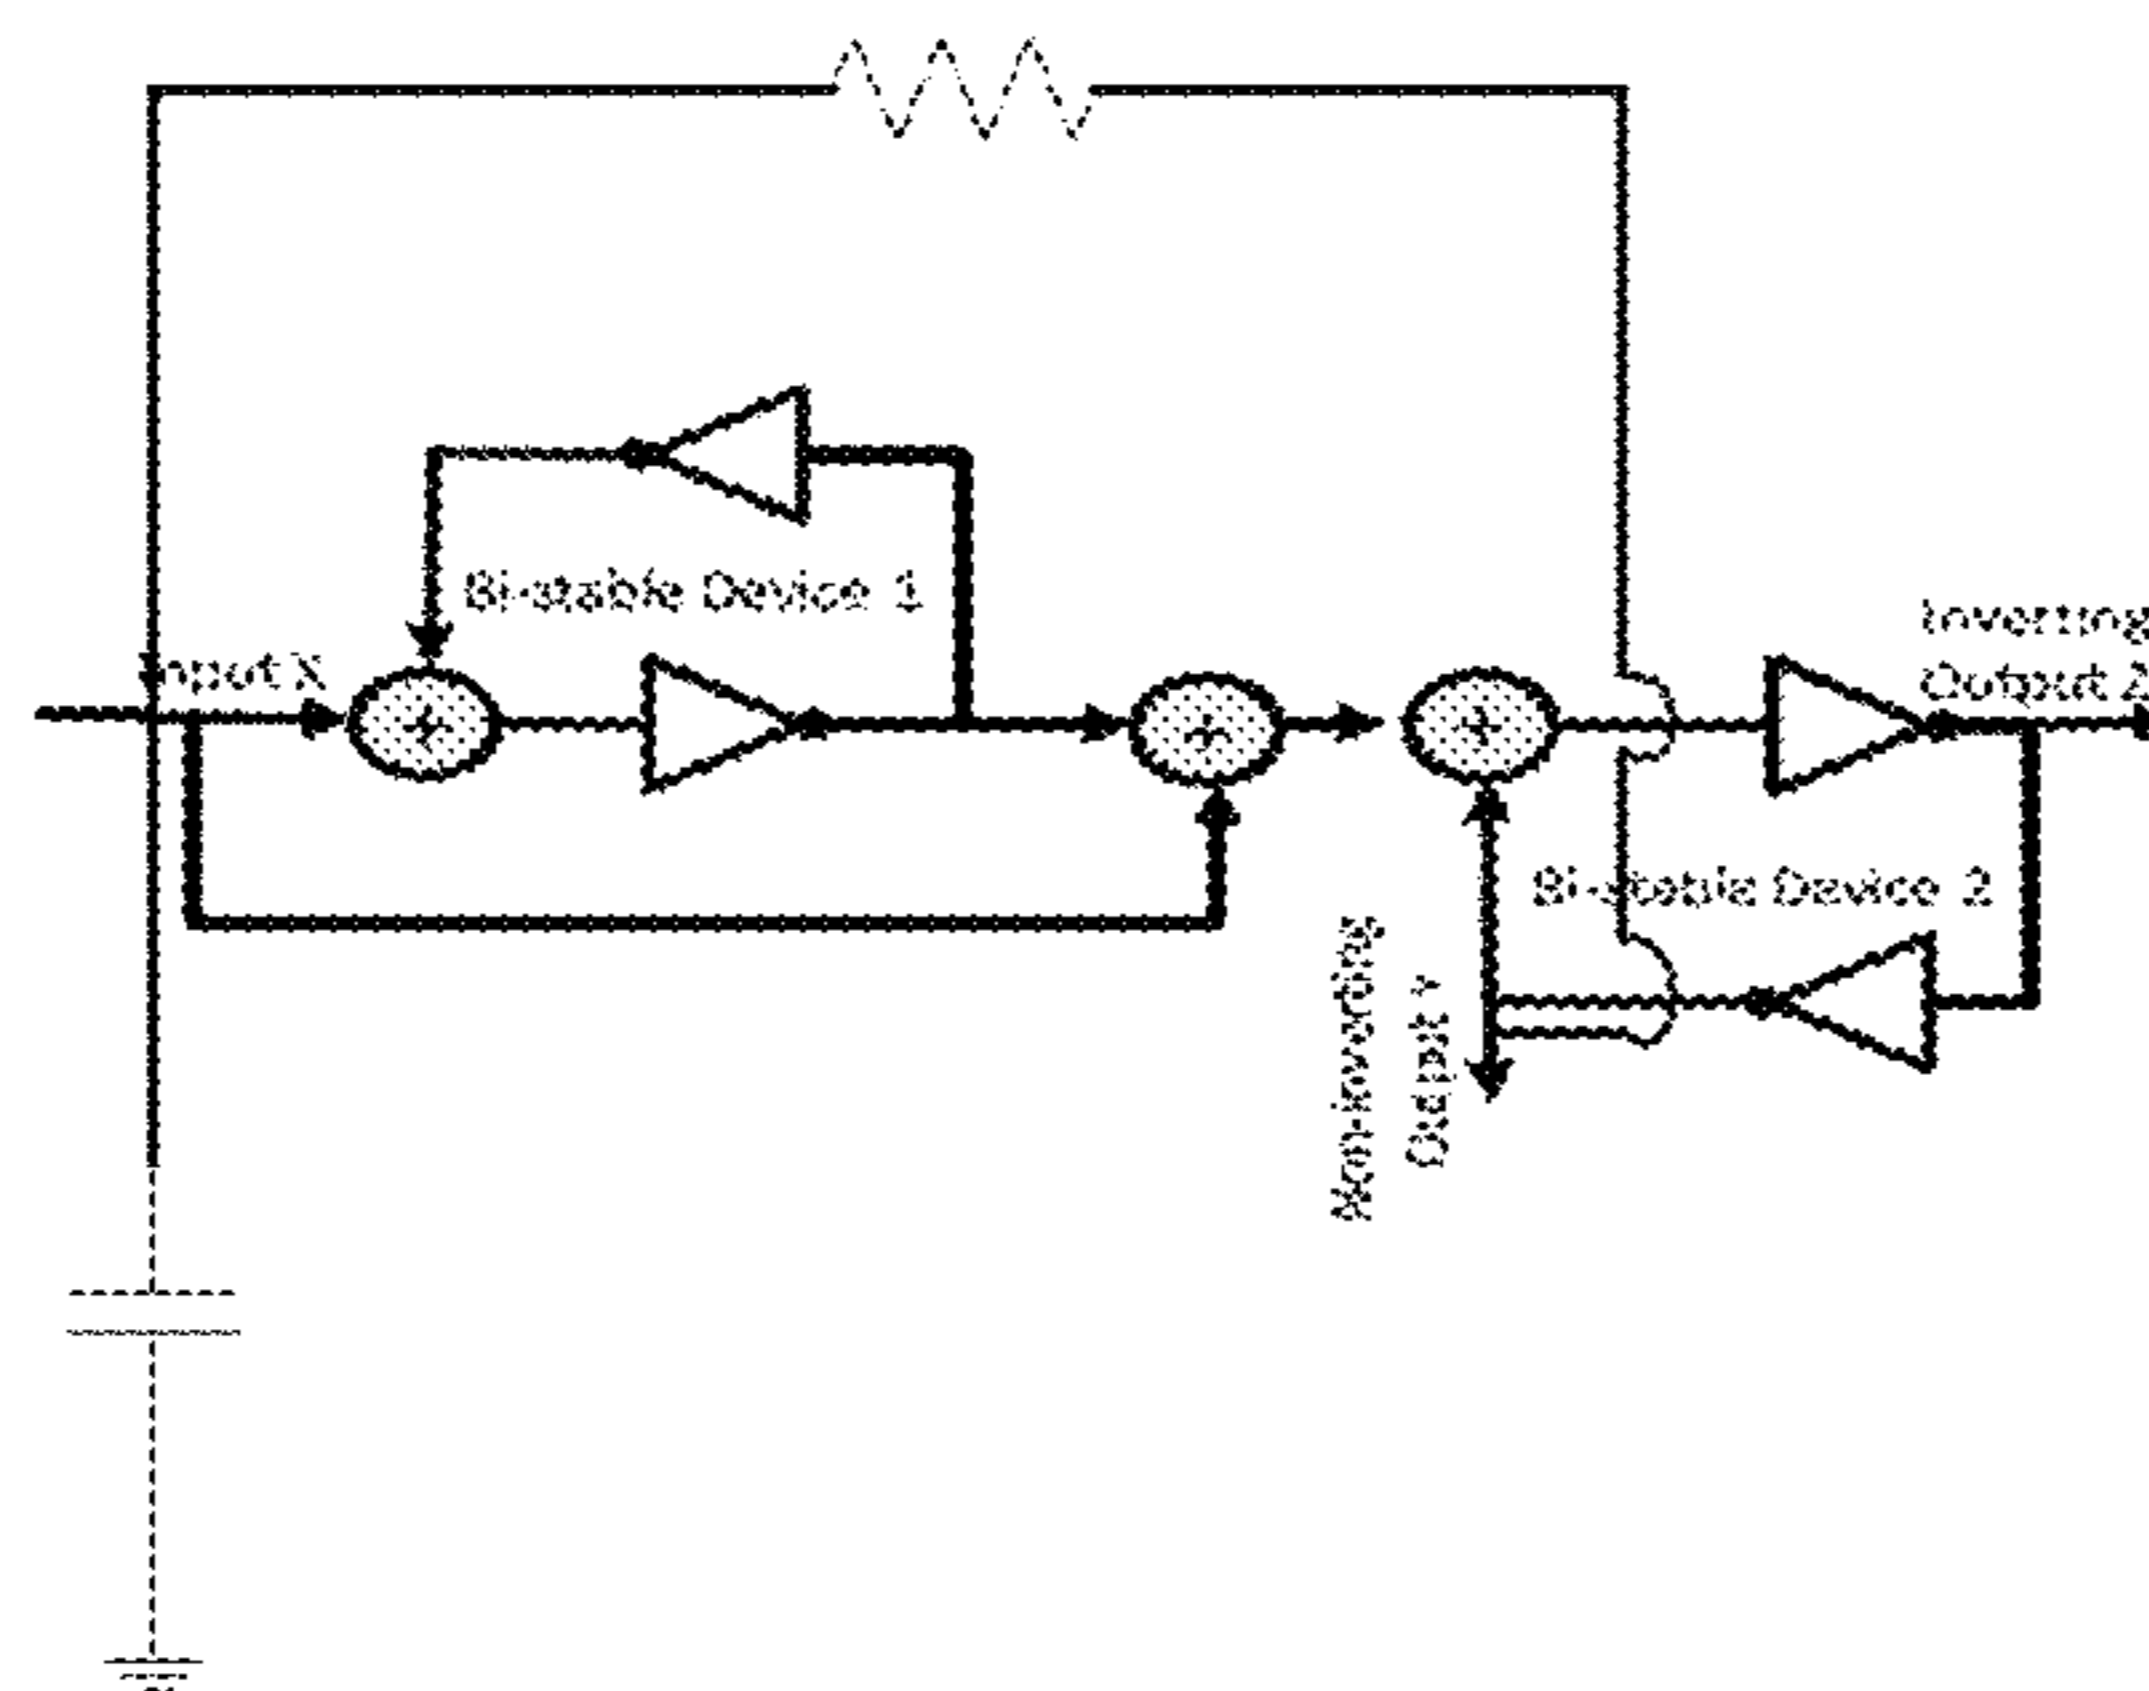 Bi-stable Device 1
Input X
Inverting
Output Z
Bi-stable Device 2
Non-inverting
Output Y